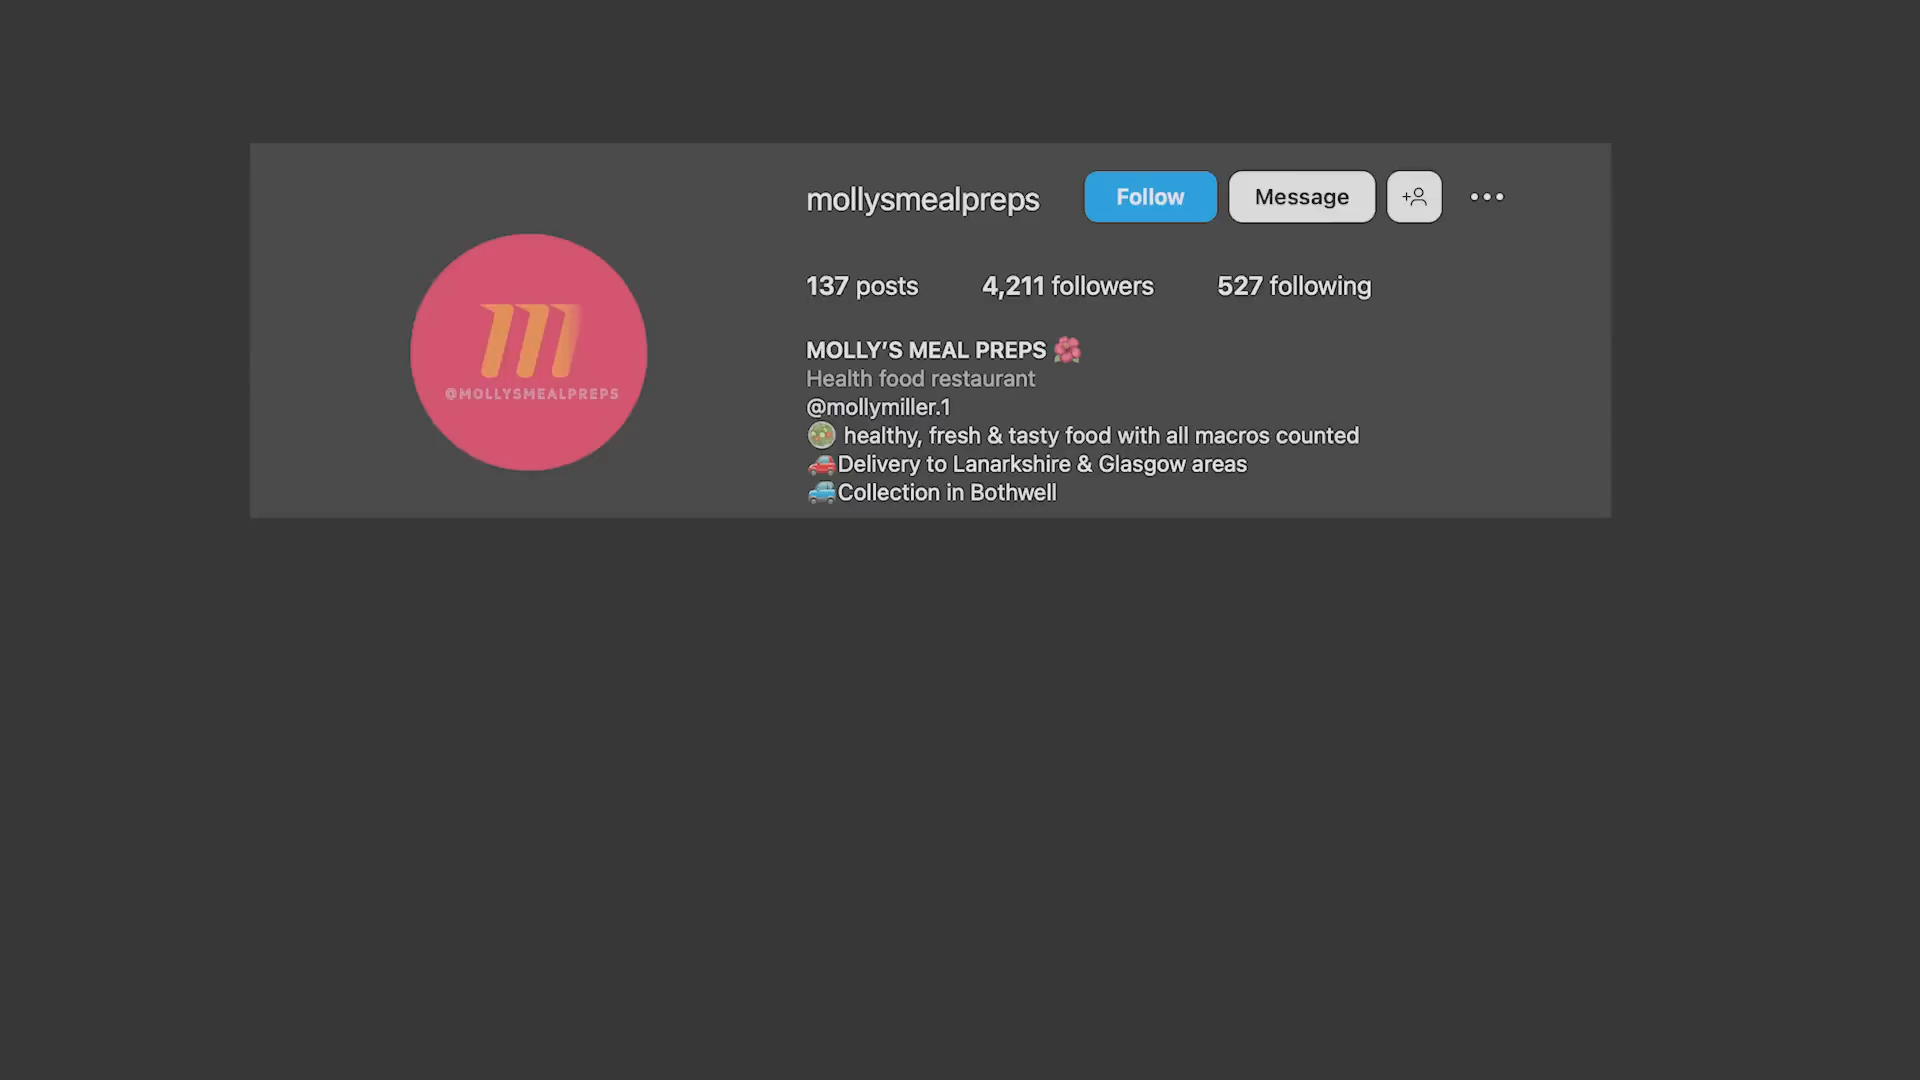 mollysmealpreps Follow Message
137 posts 4,211 followers 527 following
MOLLY'S MEAL PREPS 🌺
Health food restaurant
@mollymiller.1
🥗 healthy, fresh & tasty food with all macros counted
🚗Delivery to Lanarkshire & Glasgow areas
🚙Collection in Bothwell
m
@MOLLYSMEALPREPS